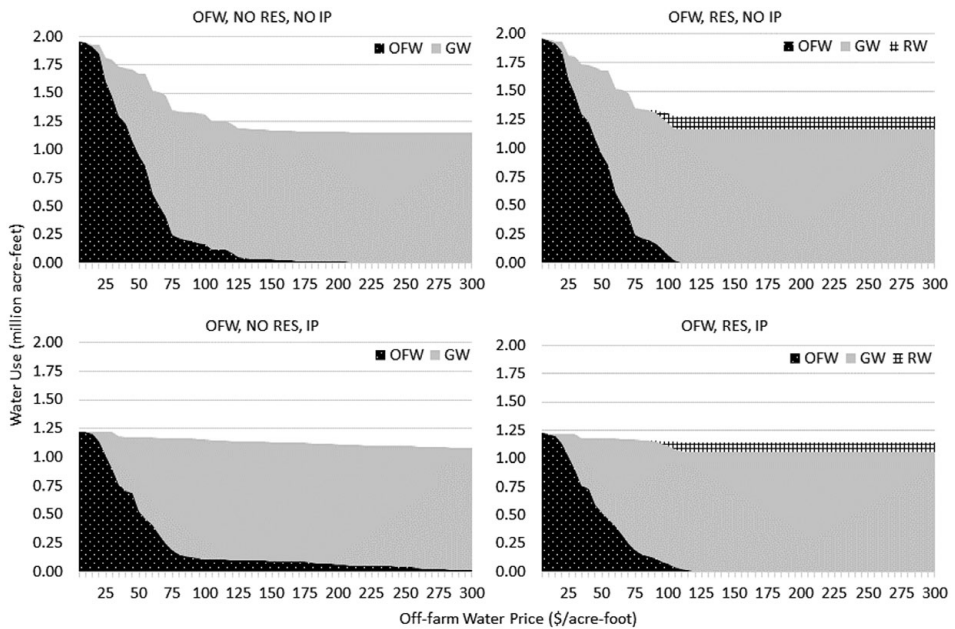 OFW, NO RES, NO IP
2.00
OFW GW
1.75
1.50
1.25
1.00
0.75
0.50
0.25
0.00
25 50 75 100 125 150 175 200 225 250 275 300
OFW, RES, NO IP
2.00
OFW GW RW
1.75
1.50
1.25
1.00
0.75
0.50
0.25
0.00
25 50 75 100 125 150 175 200 225 250 275 300
Water Use (million acre-feet)
OFW, NO RES, IP
2.00
OFW GW
1.75
1.50
1.25
1.00
0.75
0.50
0.25
0.00
25 50 75 100 125 150 175 200 225 250 275 300
OFW, RES, IP
2.00
OFW GW RW
1.75
1.50
1.25
1.00
0.75
0.50
0.25
0.00
25 50 75 100 125 150 175 200 225 250 275 300
Off-farm Water Price ($/acre-foot)